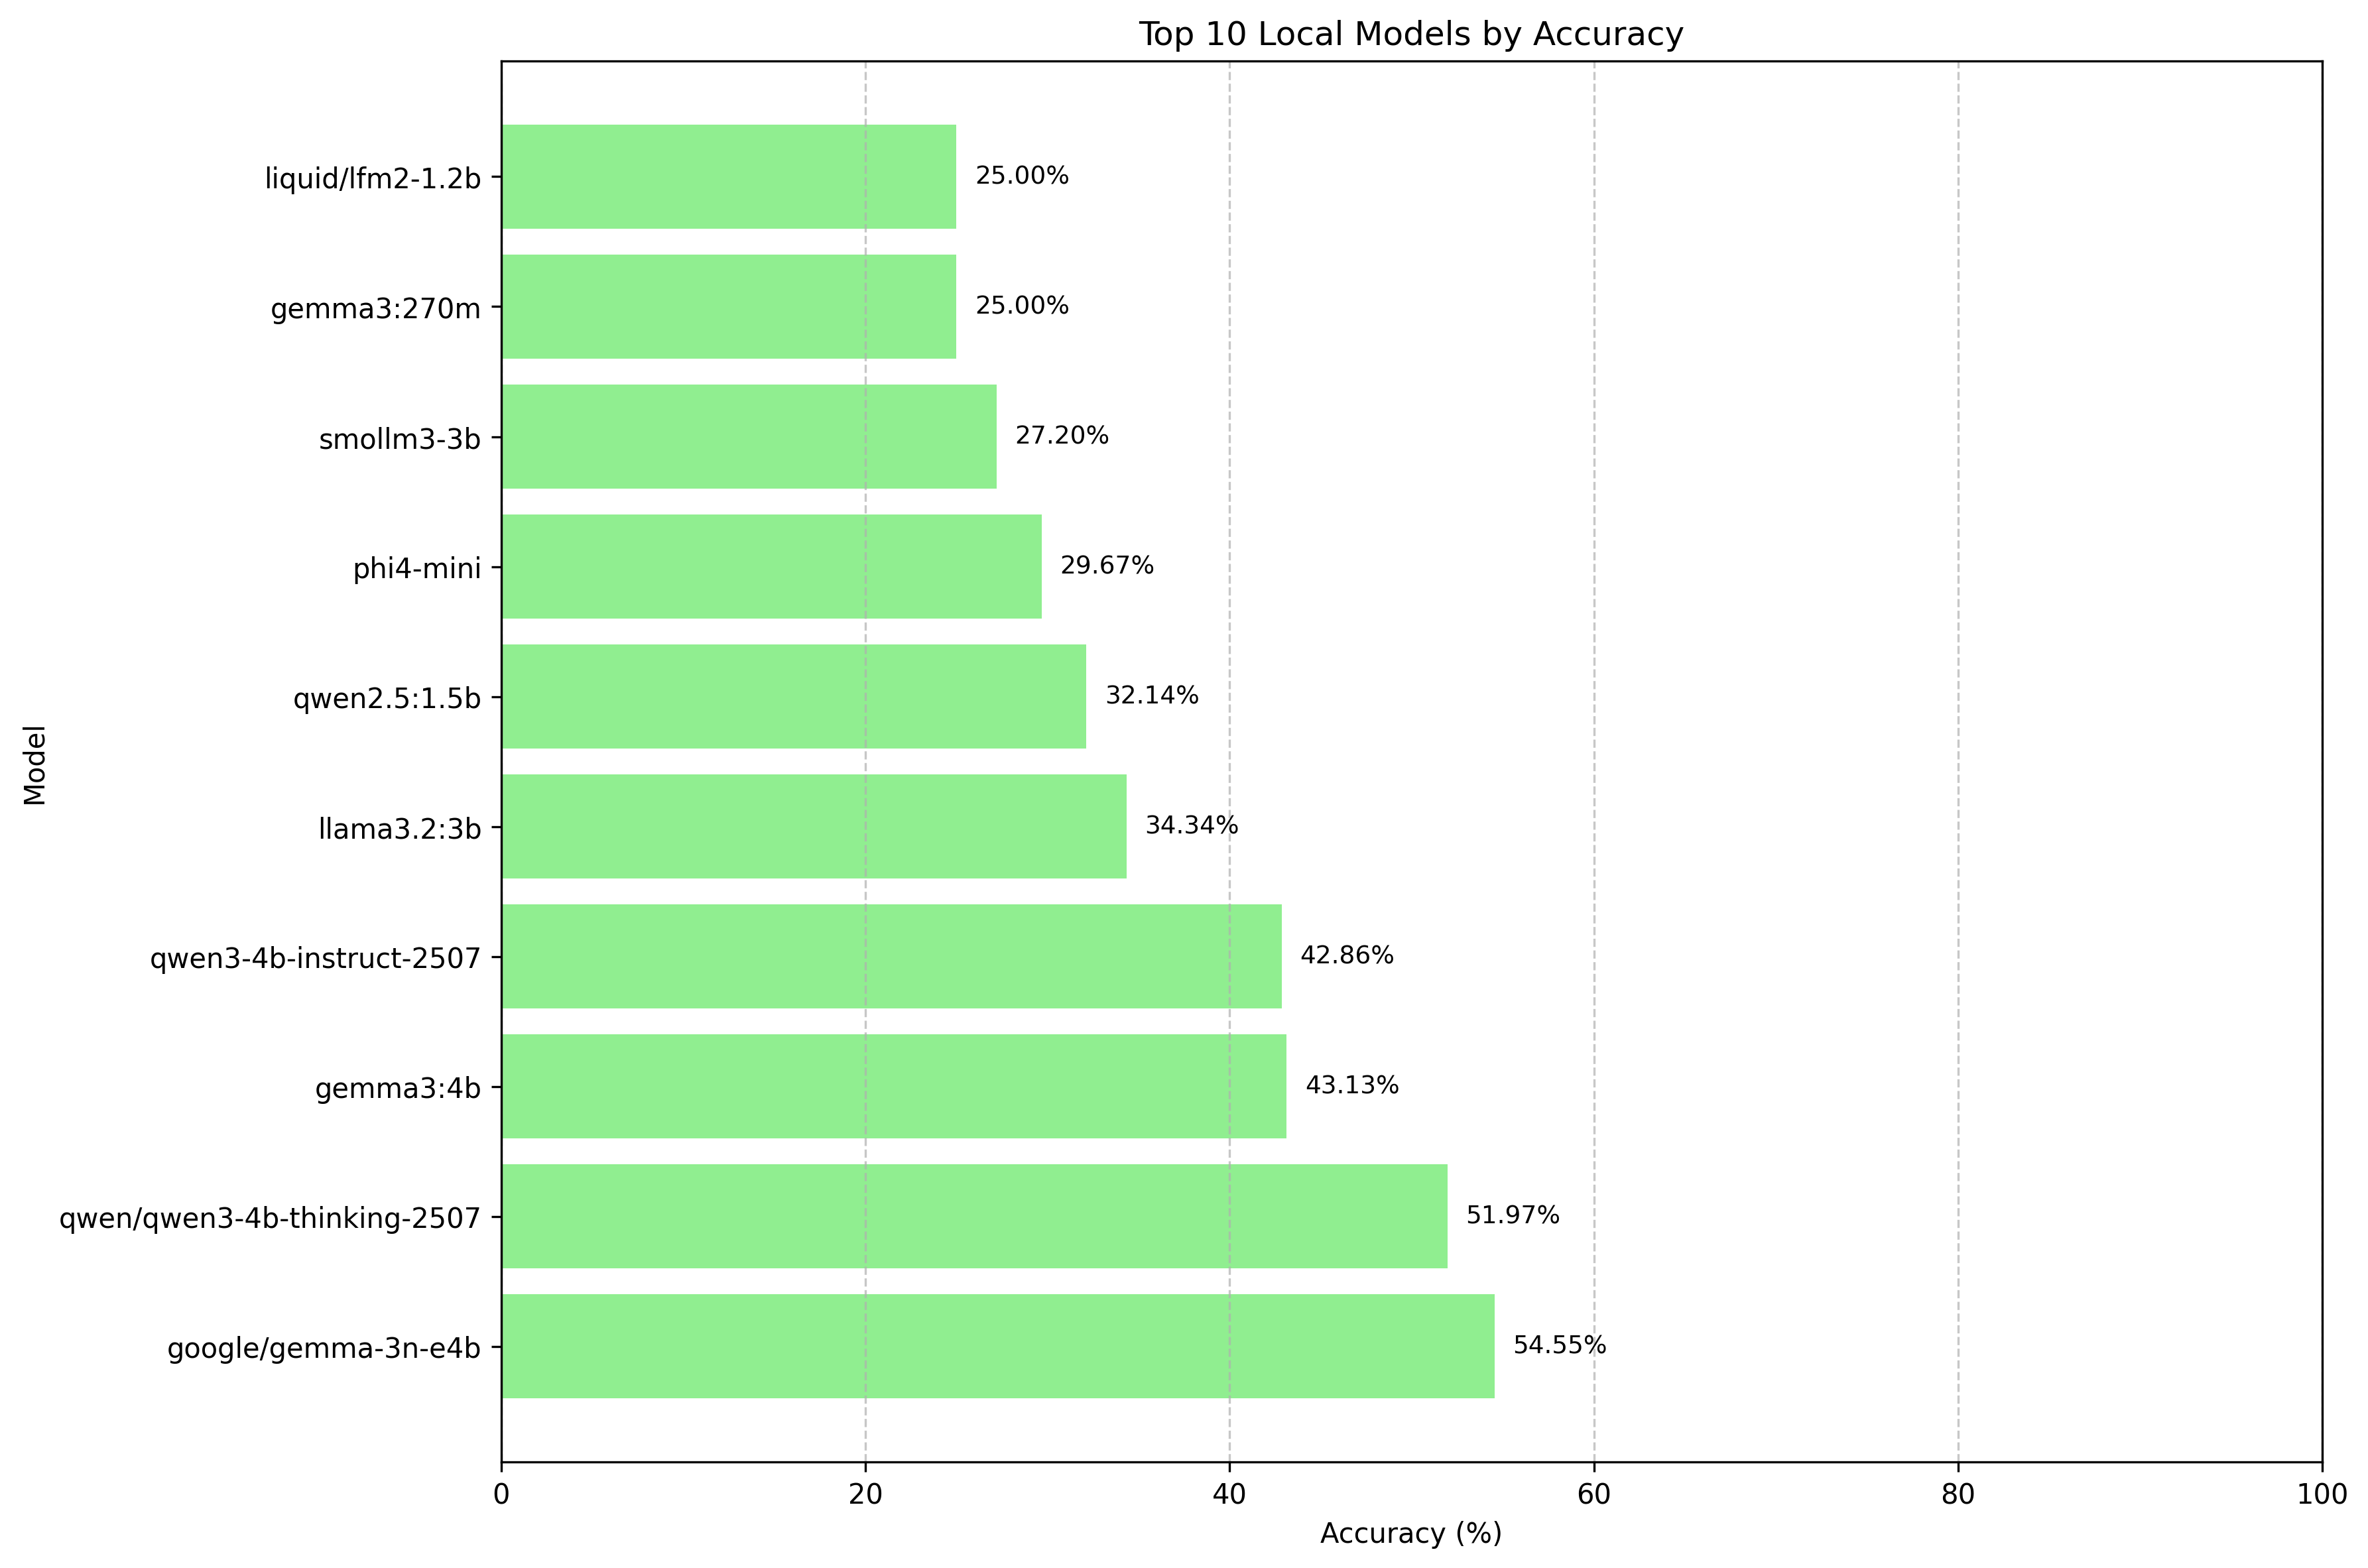 Top 10 Local Models by Accuracy
liquid/lfm2-1.2b 25.00%
gemma3:270m 25.00%
smollm3-3b 27.20%
phi4-mini 29.67%
qwen2.5:1.5b 32.14%
llama3.2:3b 34.34%
qwen3-4b-instruct-2507 42.86%
gemma3:4b 43.13%
qwen/qwen3-4b-thinking-2507 51.97%
google/gemma-3n-e4b 54.55%
Model
0 20 40 60 80 100
Accuracy (%)